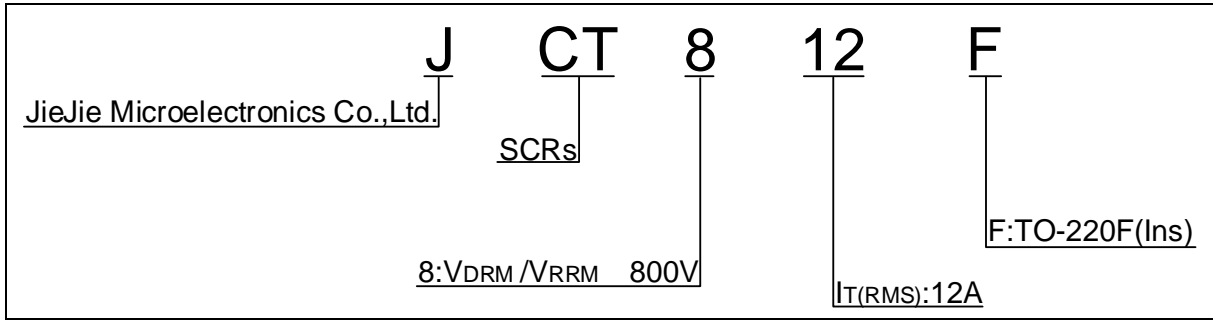 J CT 8 12 F
JieJie Microelectronics Co.,Ltd.
SCRs
F:TO-220F(Ins)
8:VDRM /VRRM 800V
IT(RMS):12A